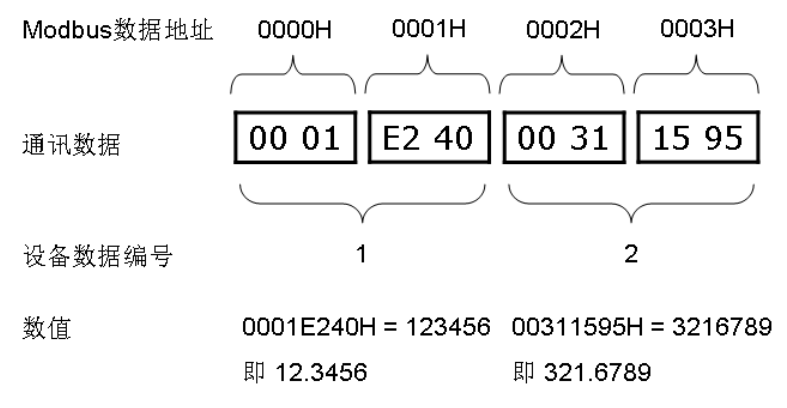 Modbus数据地址 0000H 0001H 0002H 0003H
通讯数据 00 01 E2 40 00 31 15 95
设备数据编号 1 2
数值 0001E240H = 123456 00311595H = 3216789
即 12.3456 即 321.6789